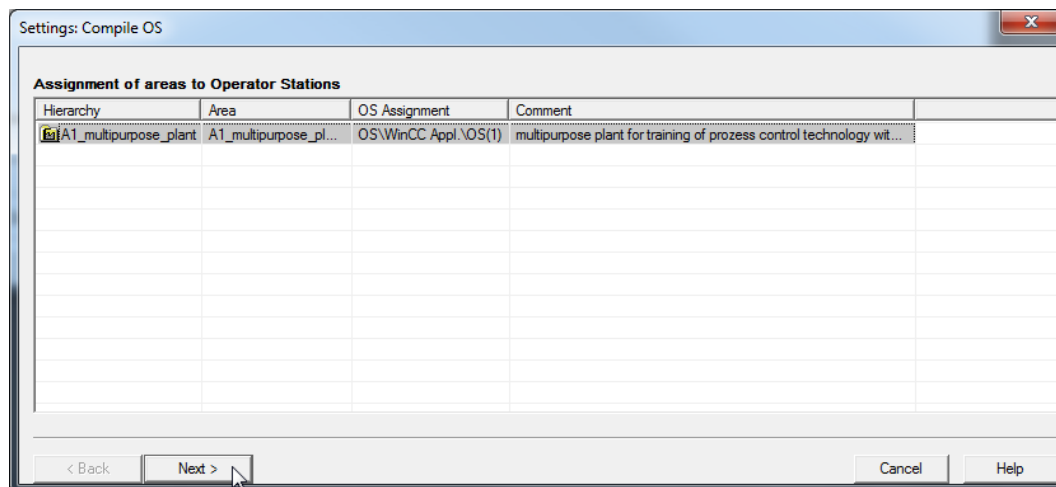 Settings: Compile OS
Assignment of areas to Operator Stations
Hierarchy Area OS Assignment Comment
A1_multipurpose_plant A1_multipurpose_pl... OS\WinCC Appl.\OS(1) multipurpose plant for training of prozess control technology wit...
< Back Next > Cancel Help